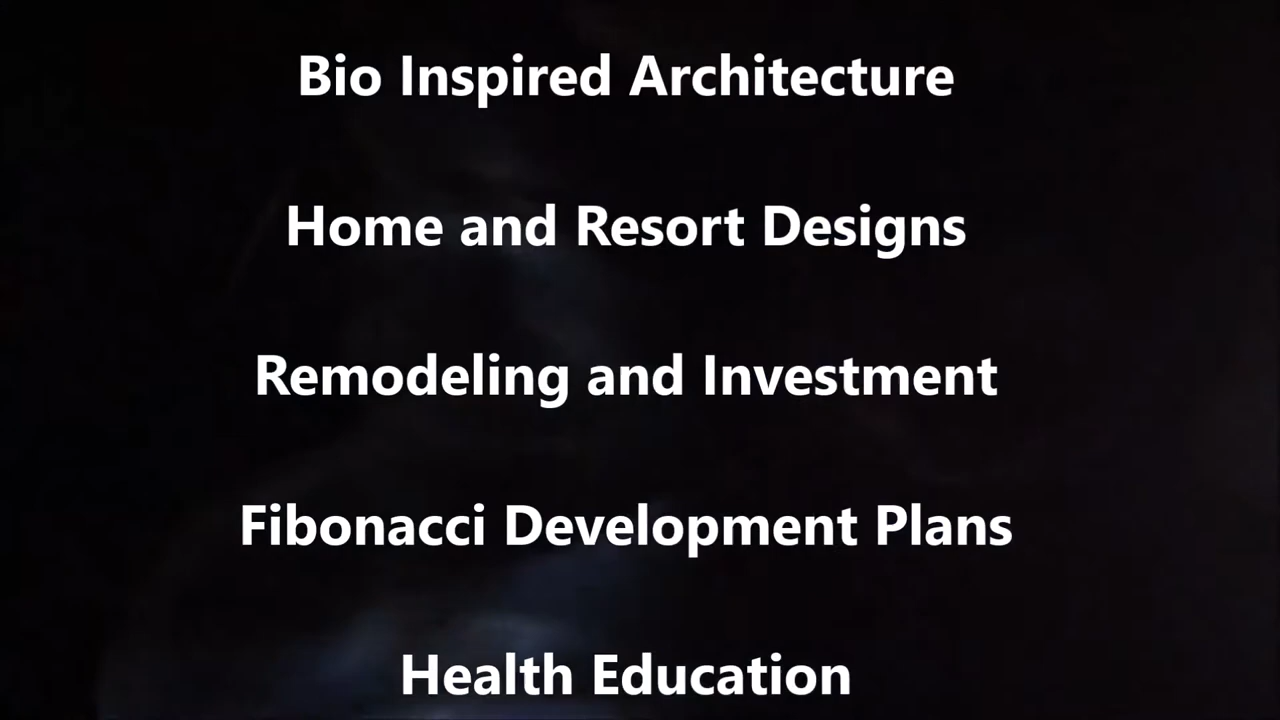 Bio Inspired Architecture
Home and Resort Designs
Remodeling and Investment
Fibonacci Development Plans
Health Education